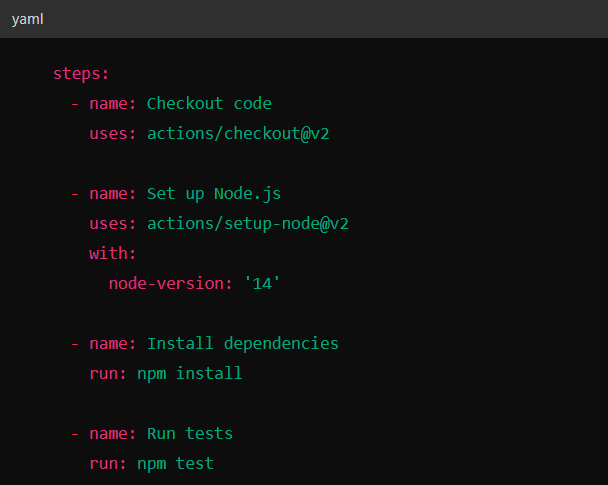 yaml
steps:
- name: Checkout code
uses: actions/checkout@v2
- name: Set up Node.js
uses: actions/setup-node@v2
with:
node-version: '14'
- name: Install dependencies
run: npm install
- name: Run tests
run: npm test